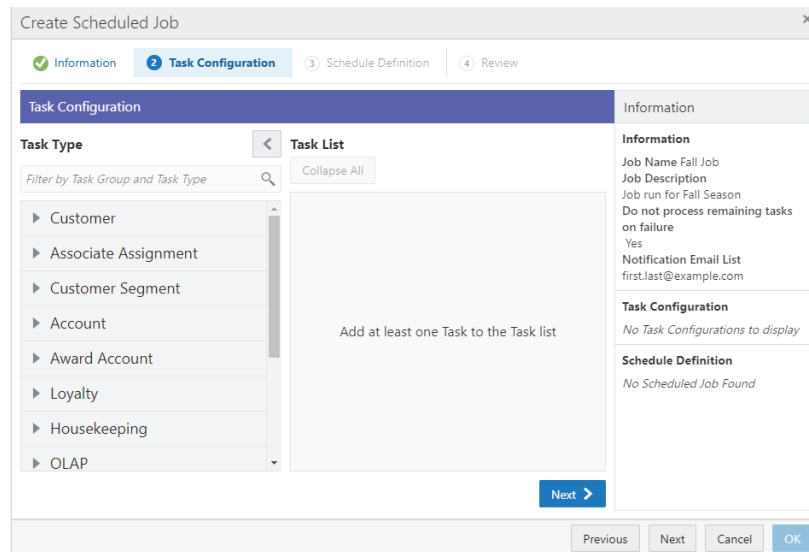 Create Scheduled Job
Information
2 Task Configuration
3 Schedule Definition
4 Review
Task Configuration
Task Type
Filter by Task Group and Task Type
Customer
Associate Assignment
Customer Segment
Account
Award Account
Loyalty
Housekeeping
OLAP
Task List
Collapse All
Add at least one Task to the Task list
Next
Information
Information
Job Name Fall Job
Job Description
Job run for Fall Season
Do not process remaining tasks
on failure
Yes
Notification Email List
first.last@example.com
Task Configuration
No Task Configurations to display
Schedule Definition
No Scheduled Job Found
Previous
Next
Cancel
OK